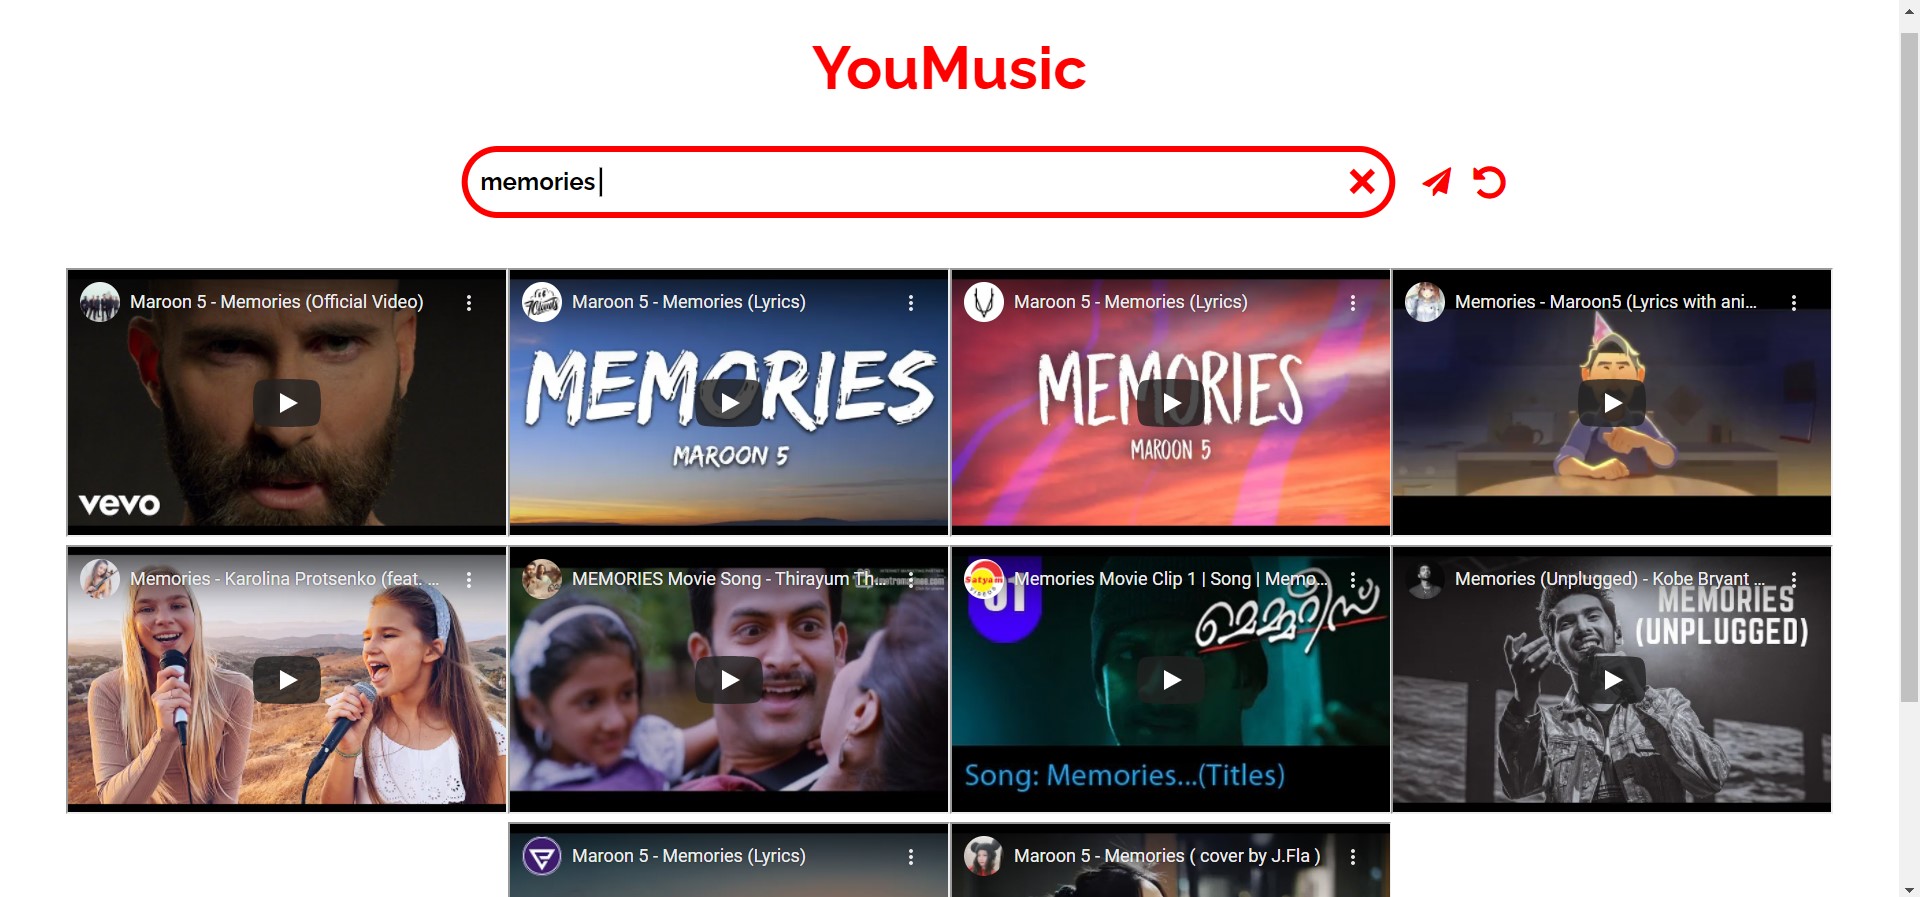 YouMusic
memories
Maroon 5 - Memories (Official Video)
vevo
Maroon 5 - Memories (Lyrics)
MEMORIES
MAROON 5
Maroon 5 - Memories (Lyrics)
MEMORIES
MAROON 5
Memories - Maroon5 (Lyrics with ani...
Memories - Karolina Protsenko (feat. ...
MEMORIES Movie Song - Thirayum Th...
Memories Movie Clip 1 | Song | Memo...
Satyam
VIDEOS
01
മെമ്മറീസ്
Song: Memories...(Titles)
Memories (Unplugged) - Kobe Bryant ...
MEMORIES
(UNPLUGGED)
Maroon 5 - Memories (Lyrics)
Maroon 5 - Memories ( cover by J.Fla )